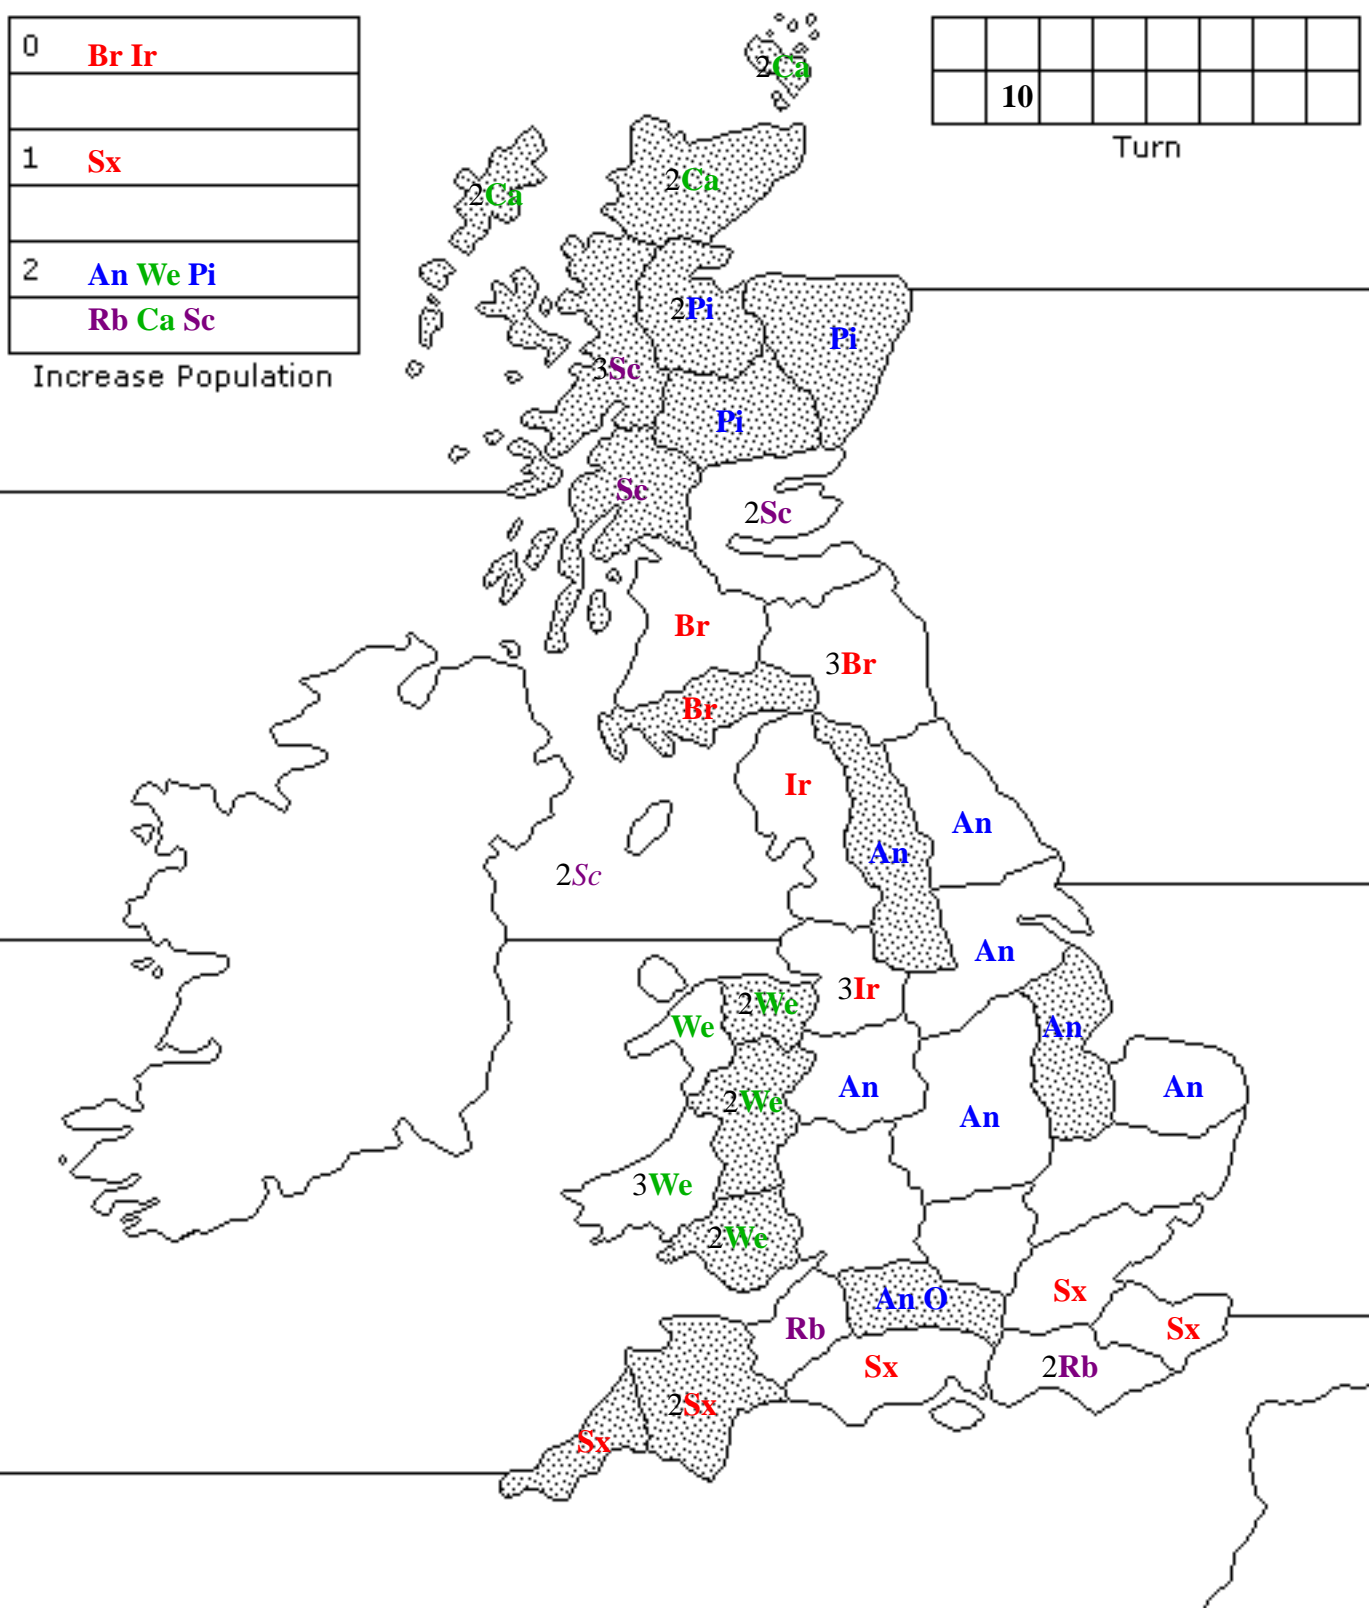 0 Br Ir
1 Sx
2 An We Pi
Rb Ca Sc
Increase Population
10
Turn
2Ca
2Ca
2Ca
2Pi
Pi
3Sc
Pi
Sc
2Sc
Br
3Br
Br
Ir
An
An
2Sc
An
3Ir
2We
We
An
An
An
2We
An
3We
2We
An O
Sx
Rb
Sx
Sx
2Rb
2Sx
Sx